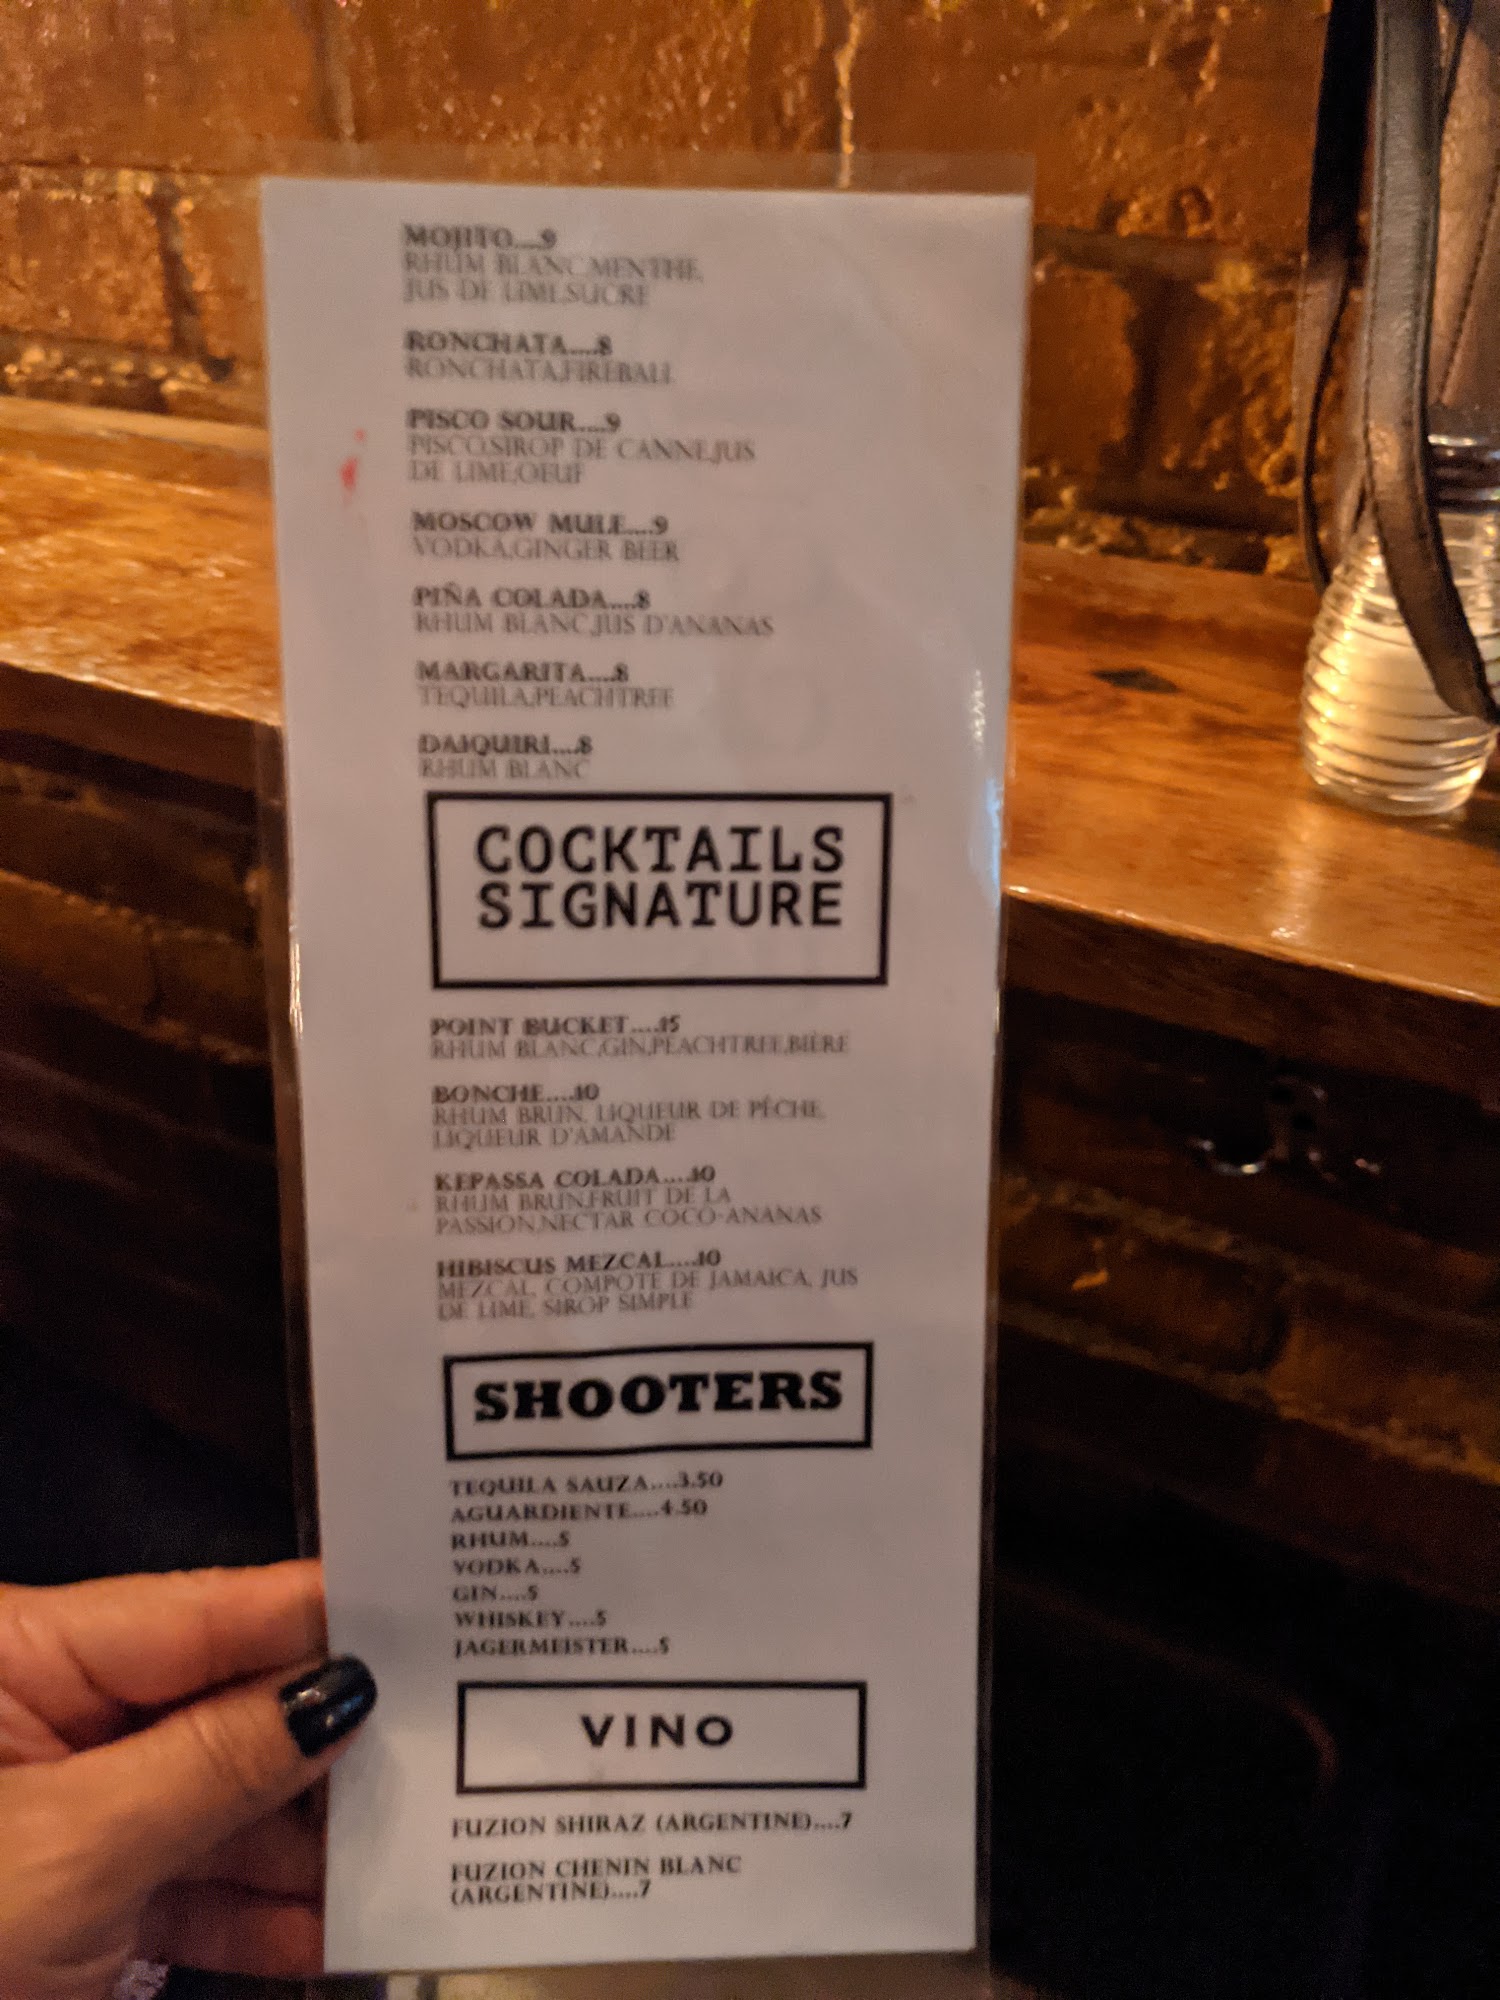 MOJITO....9
RHUM BLANC,MENTHE,
JUS DE LIME,SUCRE
RONCHATA....8
RONCHATA,FIREBALL
PISCO SOUR....9
PISCO,SIROP DE CANNE,JUS
DE LIME,OEUF
MOSCOW MULE....9
VODKA,GINGER BEER
PIÑA COLADA....8
RHUM BLANC,JUS D'ANANAS
MARGARITA....8
TEQUILA,PEACHTREE
DAIQUIRI....8
RHUM BLANC
COCKTAILS
SIGNATURE
POINT BUCKET....15
RHUM BLANC,GIN,PEACHTREE,BIÈRE
BONCHE....10
RHUM BRUN, LIQUEUR DE PÊCHE,
LIQUEUR D'AMANDE
KEPASSA COLADA....10
RHUM BRUN,FRUIT DE LA
PASSION,NECTAR COCO-ANANAS
HIBISCUS MEZCAL....10
MEZCAL, COMPOTE DE JAMAICA, JUS
DE LIME, SIROP SIMPLE
SHOOTERS
TEQUILA SAUZA....3.50
AGUARDIENTE....4.50
RHUM....5
VODKA....5
GIN....5
WHISKEY....5
JAGERMEISTER....5
VINO
FUZION SHIRAZ (ARGENTINE)....7
FUZION CHENIN BLANC
(ARGENTINE)....7